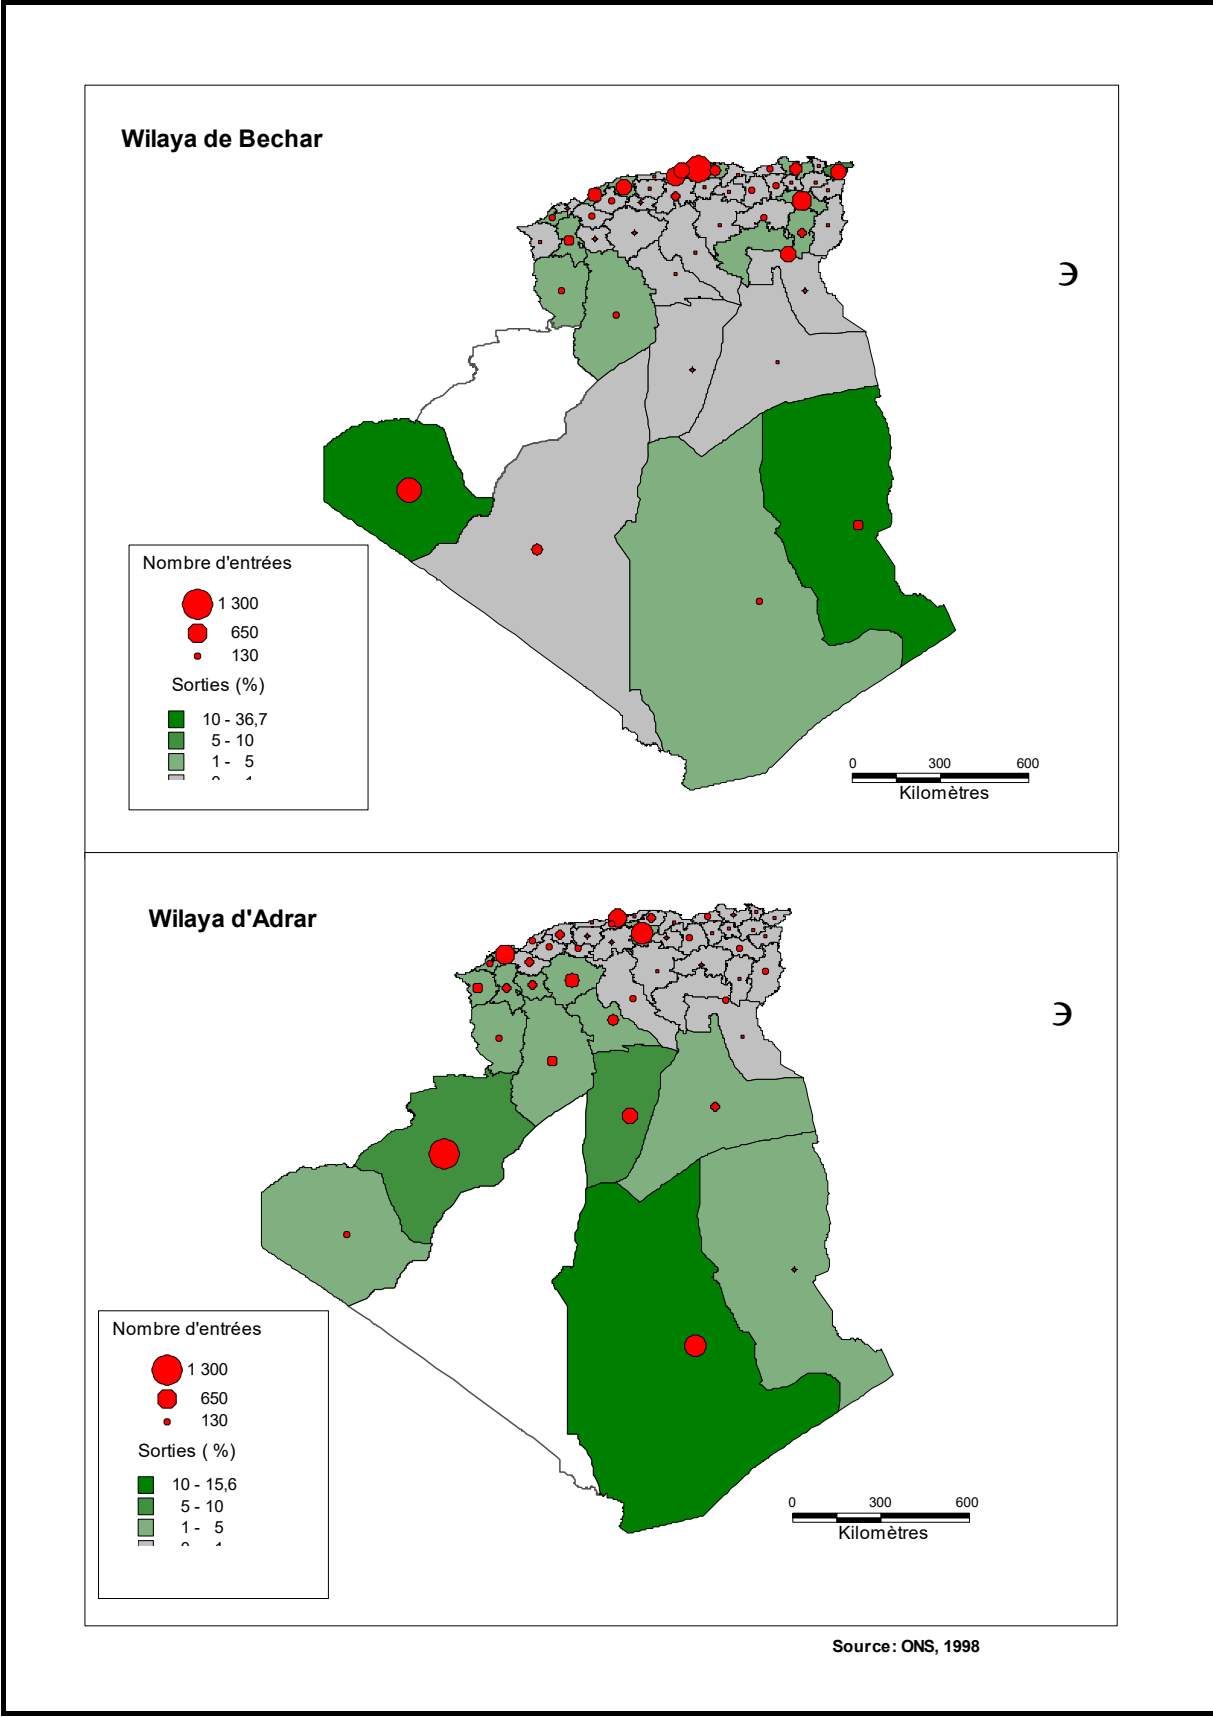 Wilaya de Bechar
Nombre d'entrées
1 300
650
130
Sorties (%)
10 - 36,7
5 - 10
1 - 5
0 300 600
Kilomètres
Wilaya d'Adrar
Nombre d'entrées
1 300
650
130
Sorties ( %)
10 - 15,6
5 - 10
1 - 5
0 300 600
Kilomètres
Source: ONS, 1998